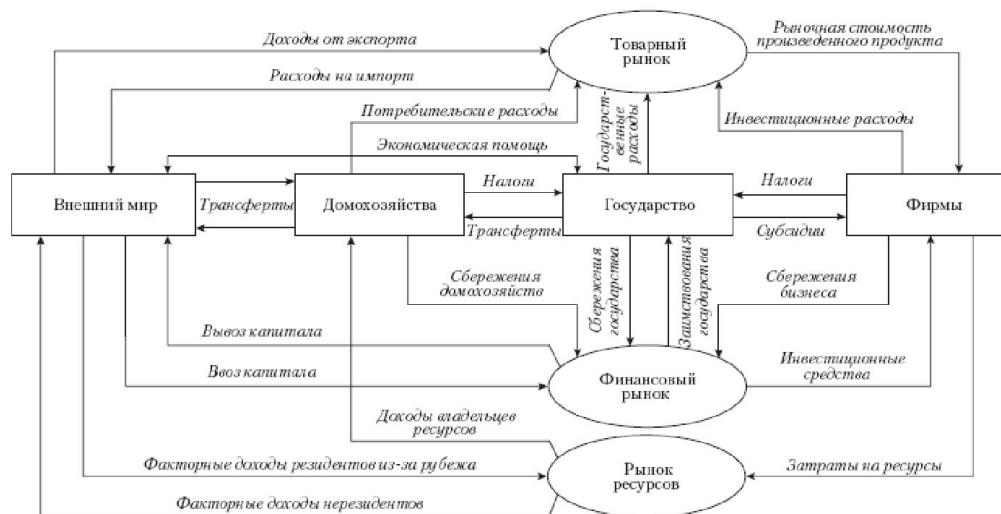 Доходы от экспорта
Товарный
рынок
Рыночная стоимость
произведенного продукта
Расходы на импорт
Потребительские расходы
Государст-
венные
расходы
Инвестиционные расходы
Экономическая помощь
Внешний мир
Трансферты
Домохозяйства
Налоги
Трансферты
Государство
Налоги
Субсидии
Фирмы
Сбережения
домохозяйств
Сбережения
государства
Заимствования
государства
Сбережения
бизнеса
Вывоз капитала
Ввоз капитала
Финансовый
рынок
Инвестиционные
средства
Доходы владельцев
ресурсов
Факторные доходы резидентов из-за рубежа
Рынок
ресурсов
Затраты на ресурсы
Факторные доходы нерезидентов